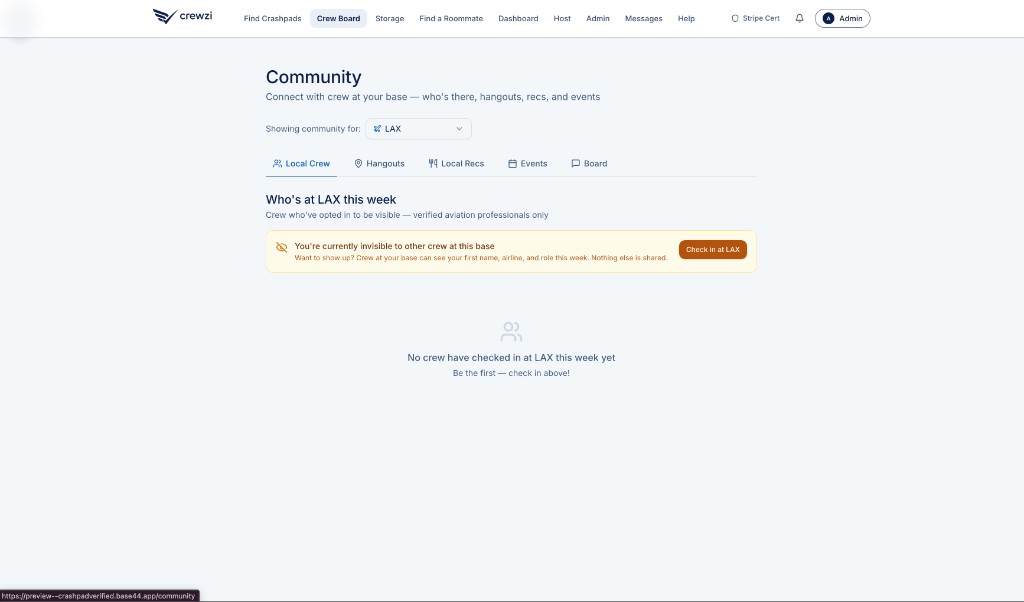 crewzi
Find Crashpads Crew Board Storage Find a Roommate Dashboard Host Admin Messages Help Stripe Cert A Admin
Community
Connect with crew at your base — who's there, hangouts, recs, and events
Showing community for: LAX
Local Crew Hangouts Local Recs Events Board
Who's at LAX this week
Crew who've opted in to be visible — verified aviation professionals only
You're currently invisible to other crew at this base
Want to show up? Crew at your base can see your first name, airline, and role this week. Nothing else is shared.
Check in at LAX
No crew have checked in at LAX this week yet
Be the first — check in above!
https://preview--crashpadverified.base44.app/community